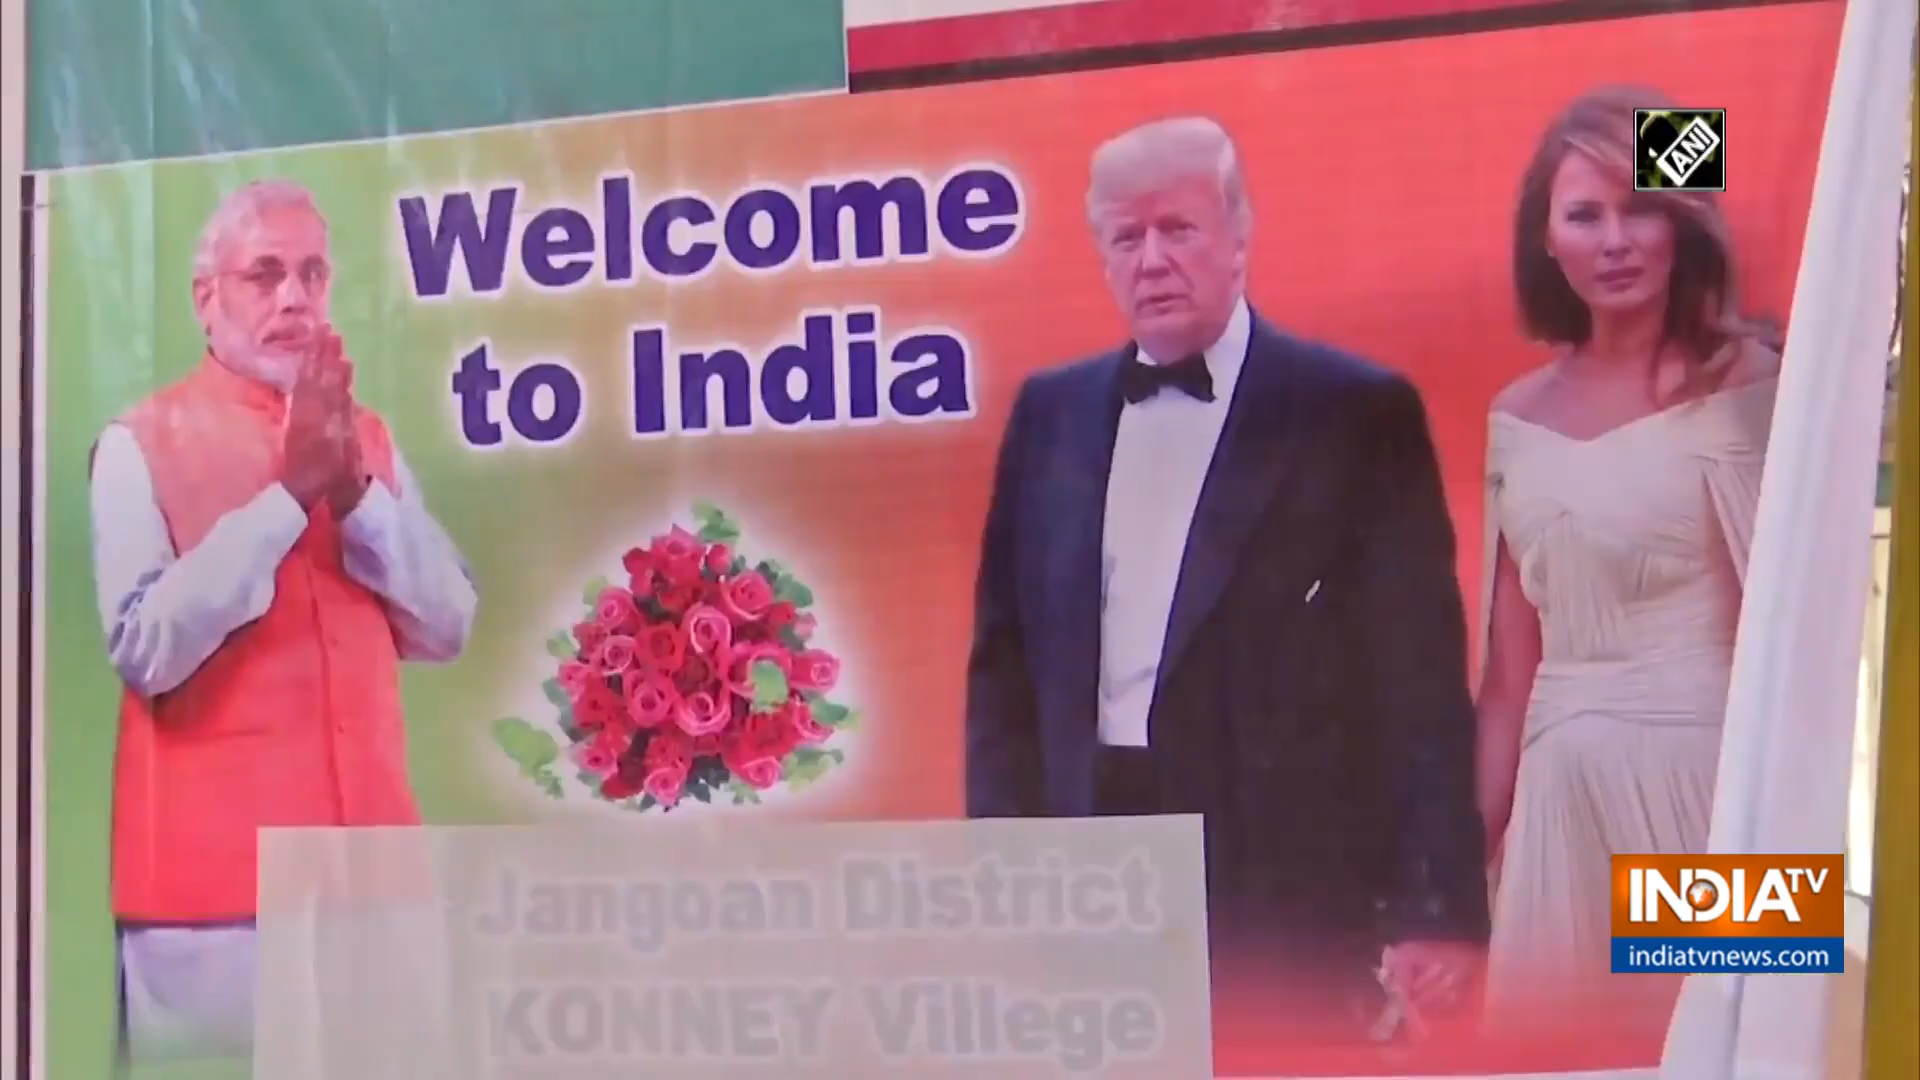 ANI
Welcome
to India
Jangoan District
KONNEY Villege
INDIA TV
indiatvnews.com